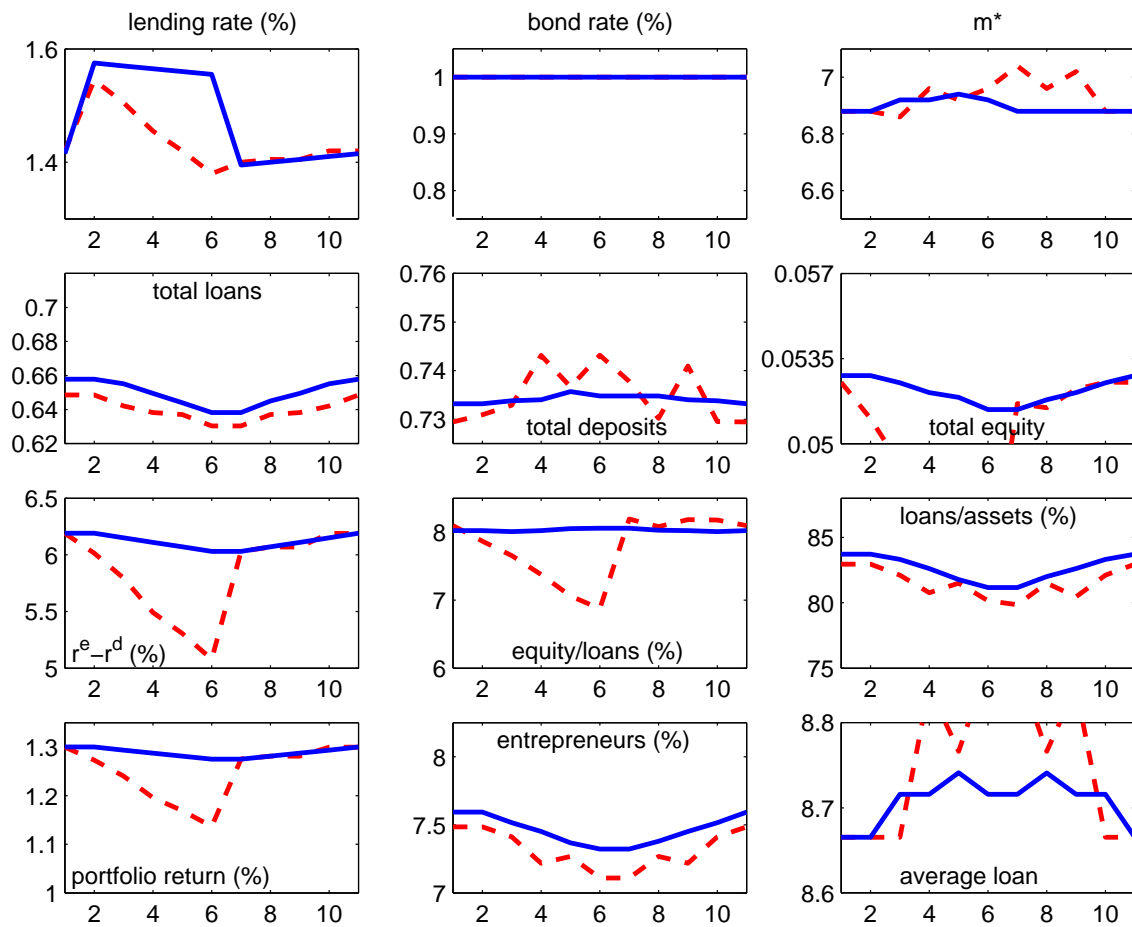 lending rate (%) bond rate (%) m*
1.6
1.4
2 4 6 8 10
1
0.9
0.8
2 4 6 8 10
7
6.8
6.6
2 4 6 8 10
total loans
0.7
0.68
0.66
0.64
0.62
2 4 6 8 10
0.76
0.75
0.74
0.73
total deposits
2 4 6 8 10
0.057
0.0535
0.05
total equity
2 4 6 8 10
6.5
6
5.5
5
r^e−r^d (%)
2 4 6 8 10
8
7
6
equity/loans (%)
2 4 6 8 10
loans/assets (%)
85
80
75
2 4 6 8 10
1.3
1.2
1.1
1
portfolio return (%)
2 4 6 8 10
entrepreneurs (%)
8
7.5
7
2 4 6 8 10
8.8
8.7
8.6
average loan
2 4 6 8 10